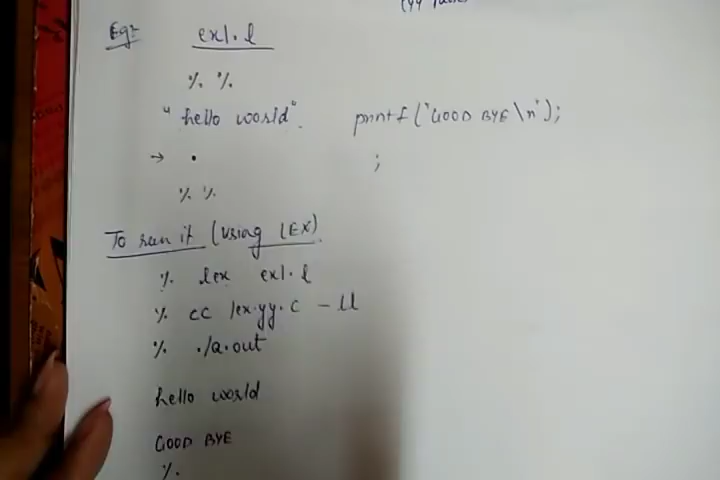 Eg:- ex1.l
% %
"hello world". printf("GOOD BYE\n");
→ . ;
% %
To run it (using LEX).
% lex ex1.l
% cc lex.yy.c -ll
% ./a.out
hello world
GOOD BYE
%.